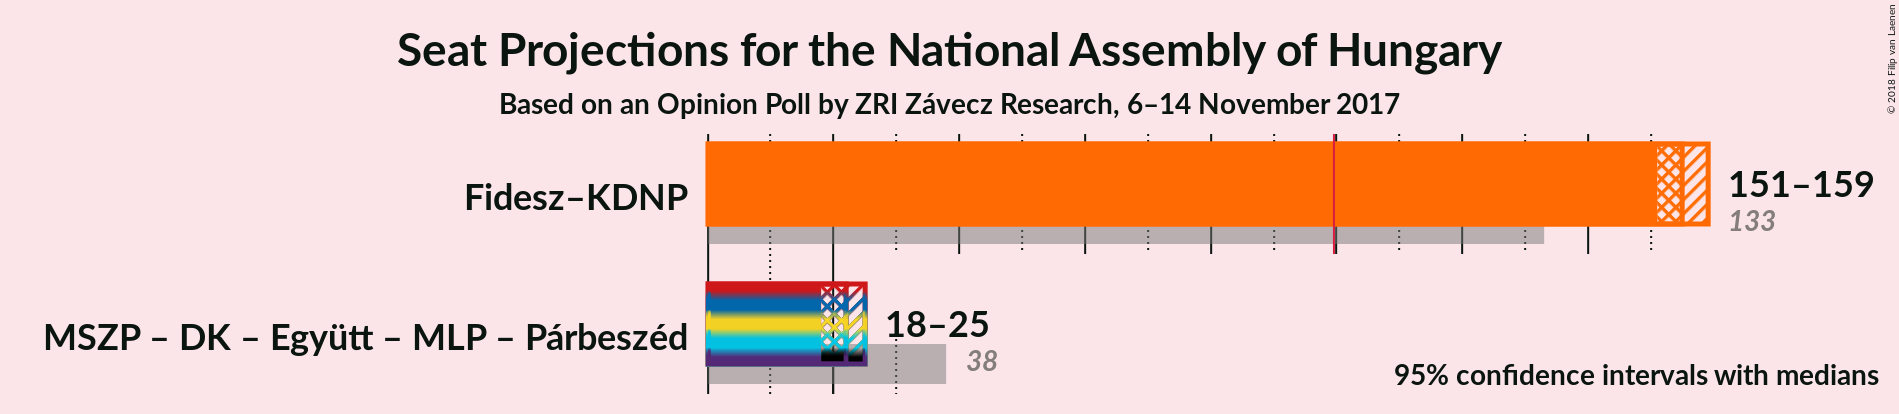 Seat Projections for the National Assembly of Hungary
Based on an Opinion Poll by ZRI Závecz Research, 6–14 November 2017
Fidesz–KDNP
151–159
133
MSZP – DK – Együtt – MLP – Párbeszéd
18–25
38
95% confidence intervals with medians
© 2018 Filip van Laenen